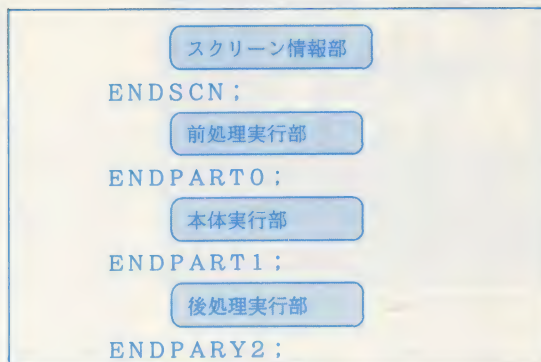 スクリーン情報部
ENDSCN;
前処理実行部
ENDPART0;
本体実行部
ENDPART1;
後処理実行部
ENDPARY2;